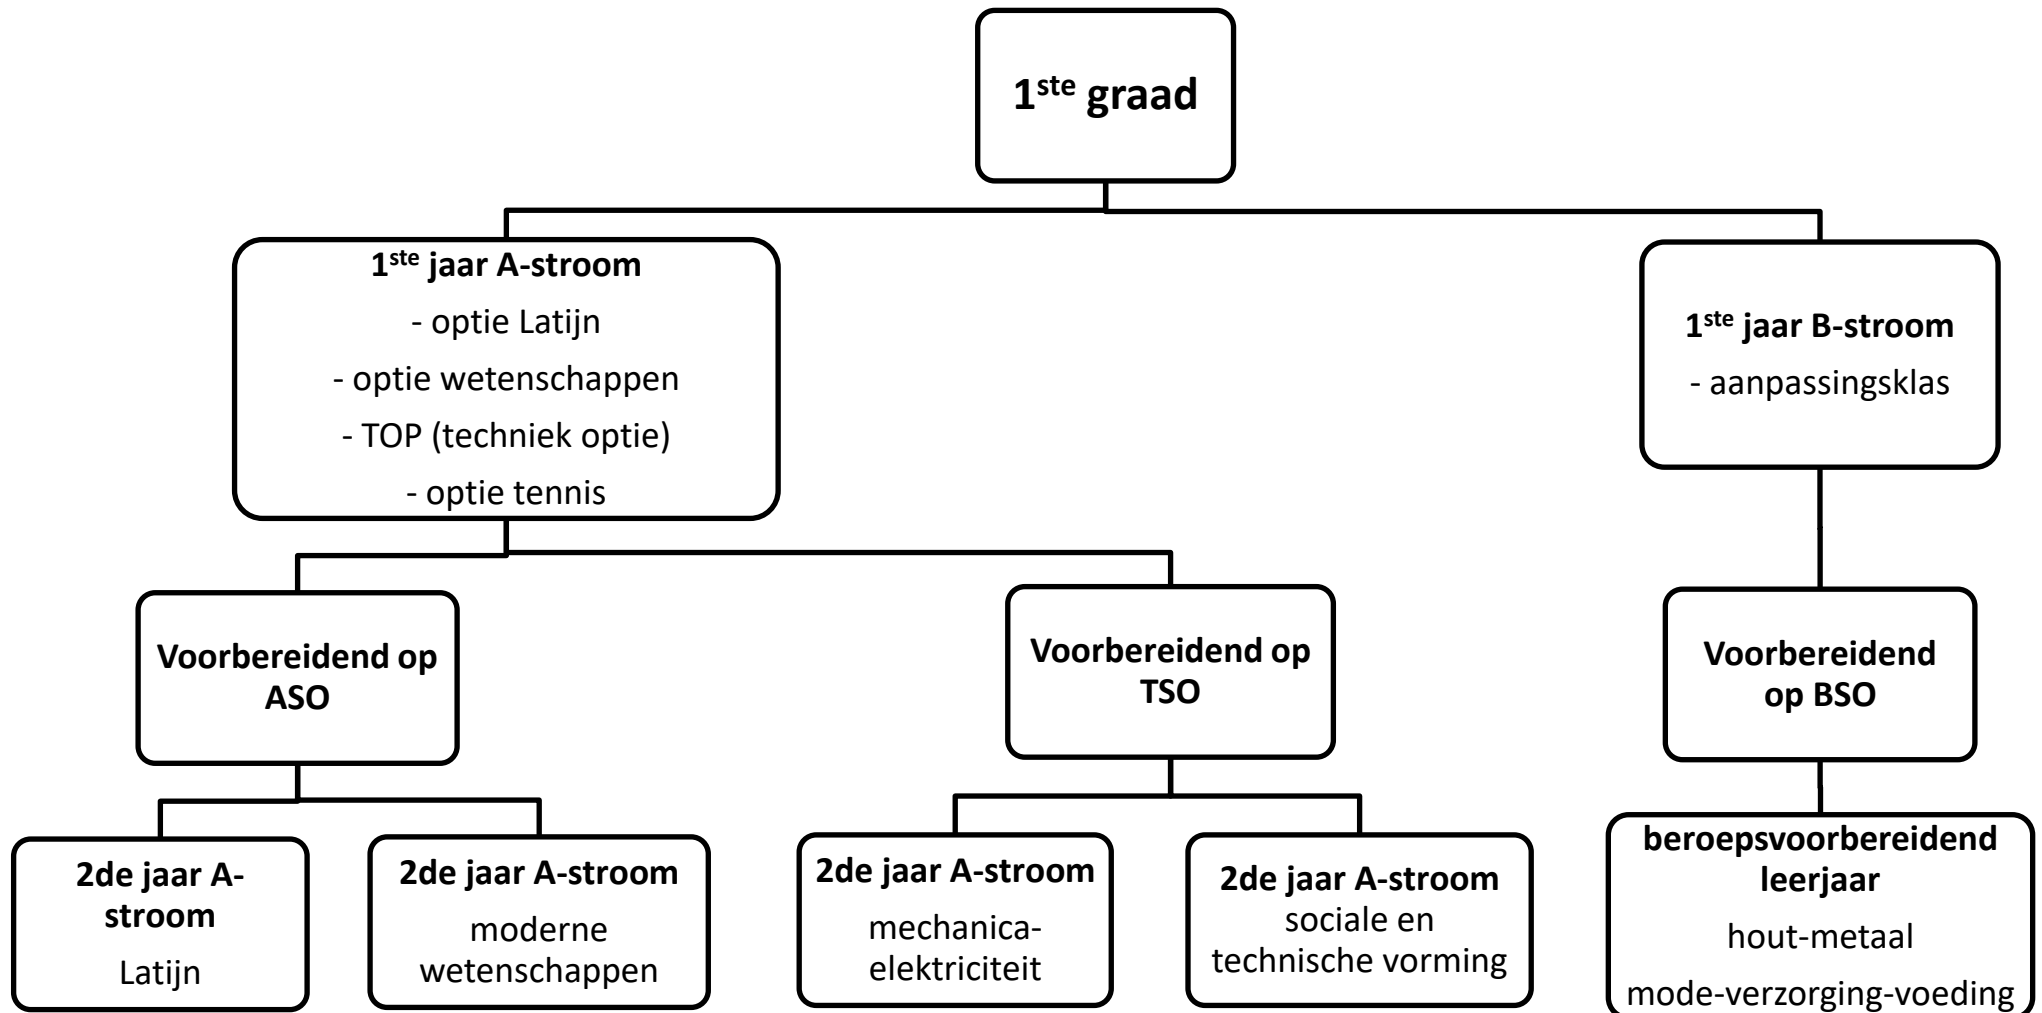 1ste graad
1ste jaar A-stroom
- optie Latijn
- optie wetenschappen
- TOP (techniek optie)
- optie tennis
1ste jaar B-stroom
- aanpassingsklas
Voorbereidend op
ASO
Voorbereidend op
TSO
Voorbereidend
op BSO
2de jaar A-
stroom
Latijn
2de jaar A-stroom
moderne
wetenschappen
2de jaar A-stroom
mechanica-
elektriciteit
2de jaar A-stroom
sociale en
technische vorming
beroepsvoorbereidend
leerjaar
hout-metaal
mode-verzorging-voeding